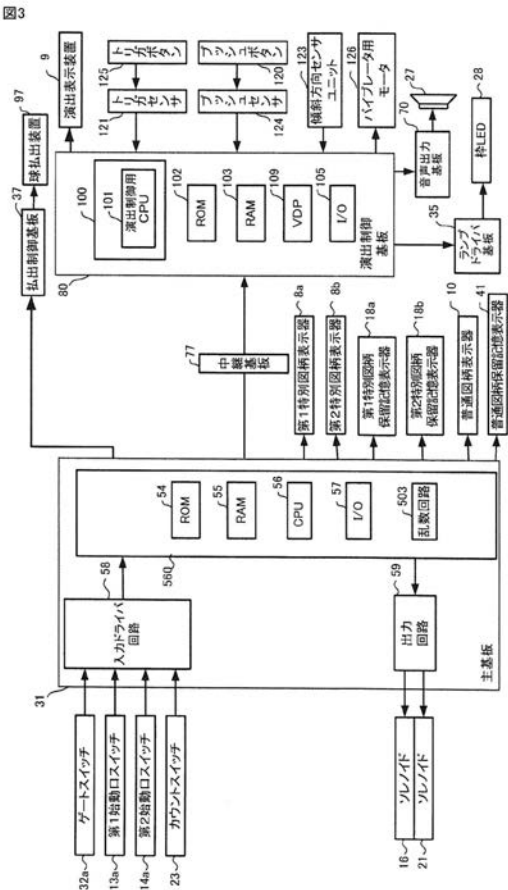 図3
ゲートスイッチ
32a
第1始動口スイッチ
13a
第2始動口スイッチ
14a
カウントスイッチ
23
31
入力ドライバ
回路
58
560
ROM
54
RAM
55
CPU
56
I/O
57
乱数回路
503
出力
回路
59
主基板
ソレノイド
16
ソレノイド
21
払出制御基板
37
球払出装置
97
中継基板
77
第1特別図柄表示器
8a
第2特別図柄表示器
8b
第1特別図柄
保留記憶表示器
18a
第2特別図柄
保留記憶表示器
18b
普通図柄表示器
10
普通図柄保留記憶表示器
41
演出表示装置
9
トリガボタン
125
トリガセンサ
121
プッシュボタン
120
プッシュセンサ
124
傾斜方向センサ
ユニット
123
バイブレータ用
モータ
126
80
100
演出制御用
CPU
101
ROM
102
RAM
103
VDP
109
I/O
105
演出制御
基板
音声出力
基板
70
27
ランプ
ドライバ
基板
35
枠LED
28